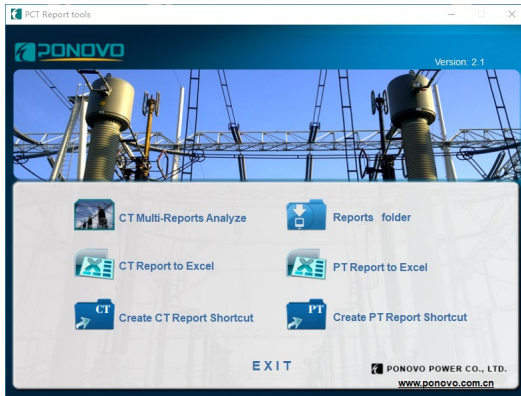 PCT Report tools
PONOVO
Version: 2.1
CT Multi-Reports Analyze
Reports folder
CT Report to Excel
PT Report to Excel
CT
Create CT Report Shortcut
PT
Create PT Report Shortcut
EXIT
PONOVO POWER CO., LTD.
www.ponovo.com.cn